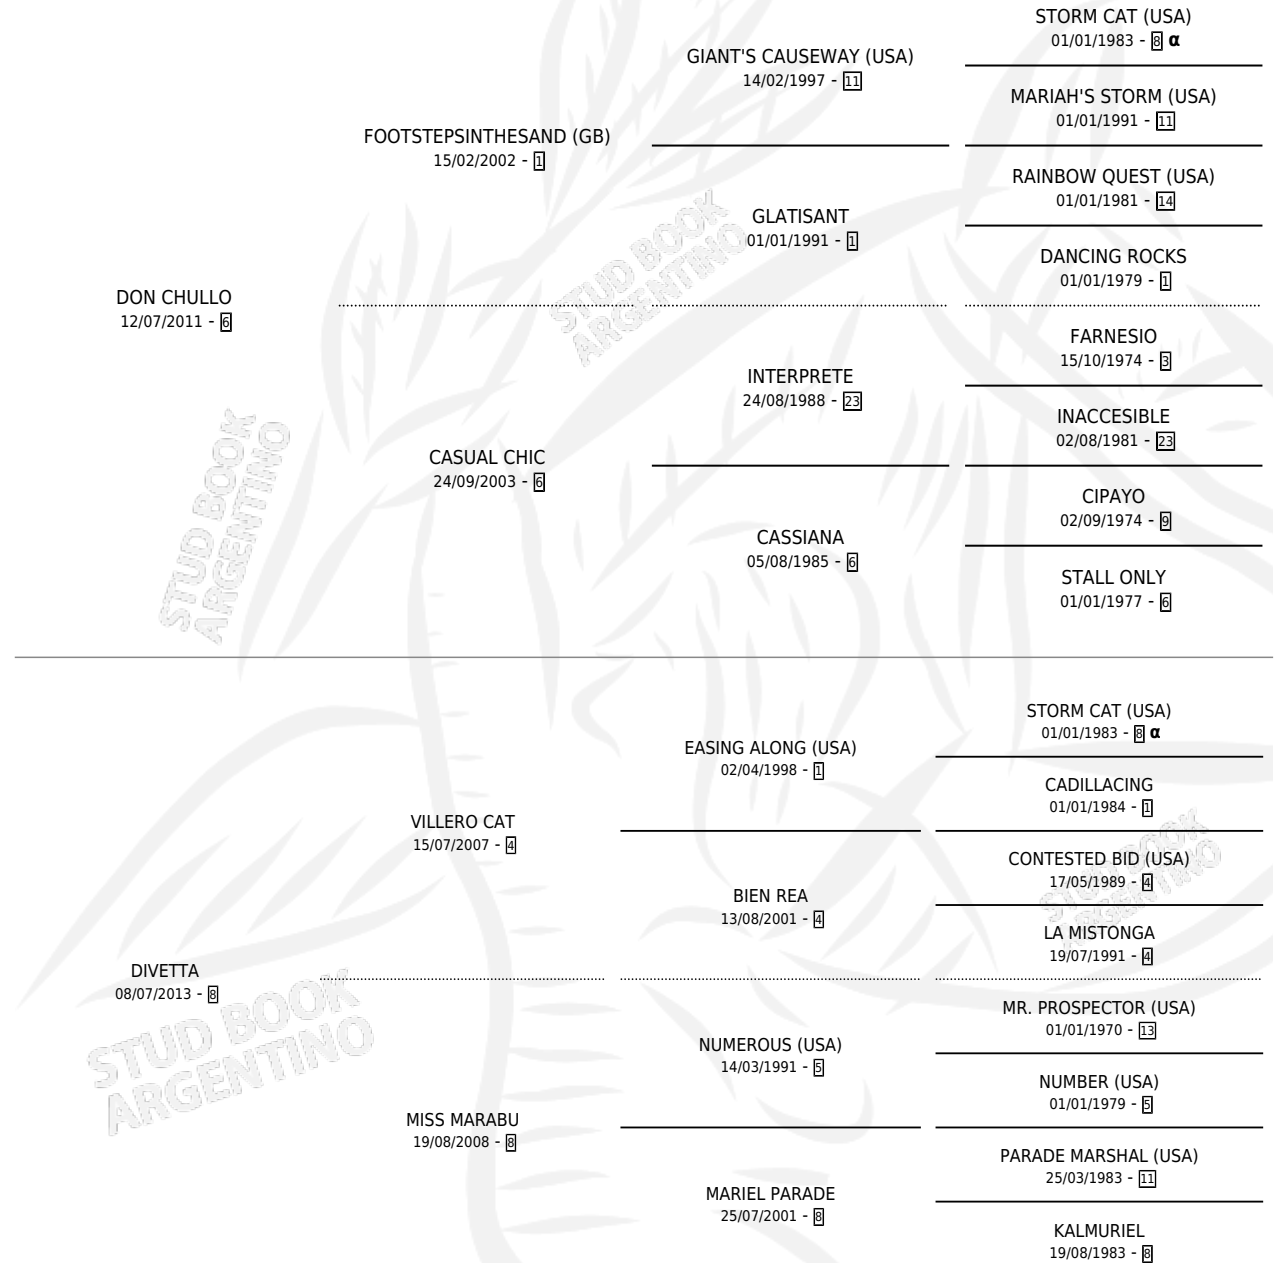 STORM CAT (USA)
01/01/1983 - 8 α
GIANT'S CAUSEWAY (USA)
14/02/1997 - 11
MARIAH'S STORM (USA)
01/01/1991 - 11
FOOTSTEPSINTHESAND (GB)
15/02/2002 - 1
RAINBOW QUEST (USA)
01/01/1981 - 14
GLATISANT
01/01/1991 - 1
DANCING ROCKS
01/01/1979 - 1
DON CHULLO
12/07/2011 - 6
FARNESIO
15/10/1974 - 3
INTERPRETE
24/08/1988 - 23
INACCESIBLE
02/08/1981 - 23
CASUAL CHIC
24/09/2003 - 6
CIPAYO
02/09/1974 - 9
CASSIANA
05/08/1985 - 6
STALL ONLY
01/01/1977 - 6
STORM CAT (USA)
01/01/1983 - 8 α
EASING ALONG (USA)
02/04/1998 - 1
CADILLACING
01/01/1984 - 1
VILLERO CAT
15/07/2007 - 4
CONTESTED BID (USA)
17/05/1989 - 4
BIEN REA
13/08/2001 - 4
LA MISTONGA
19/07/1991 - 4
DIVETTA
08/07/2013 - 8
MR. PROSPECTOR (USA)
01/01/1970 - 13
NUMEROUS (USA)
14/03/1991 - 5
NUMBER (USA)
01/01/1979 - 5
MISS MARABU
19/08/2008 - 8
PARADE MARSHAL (USA)
25/03/1983 - 11
MARIEL PARADE
25/07/2001 - 8
KALMURIEL
19/08/1983 - 8
STUD BOOK
ARGENTINO
STUD BOOK
ARGENTINO
STUD BOOK
ARGENTINO
STUD BOOK
ARGENTINO